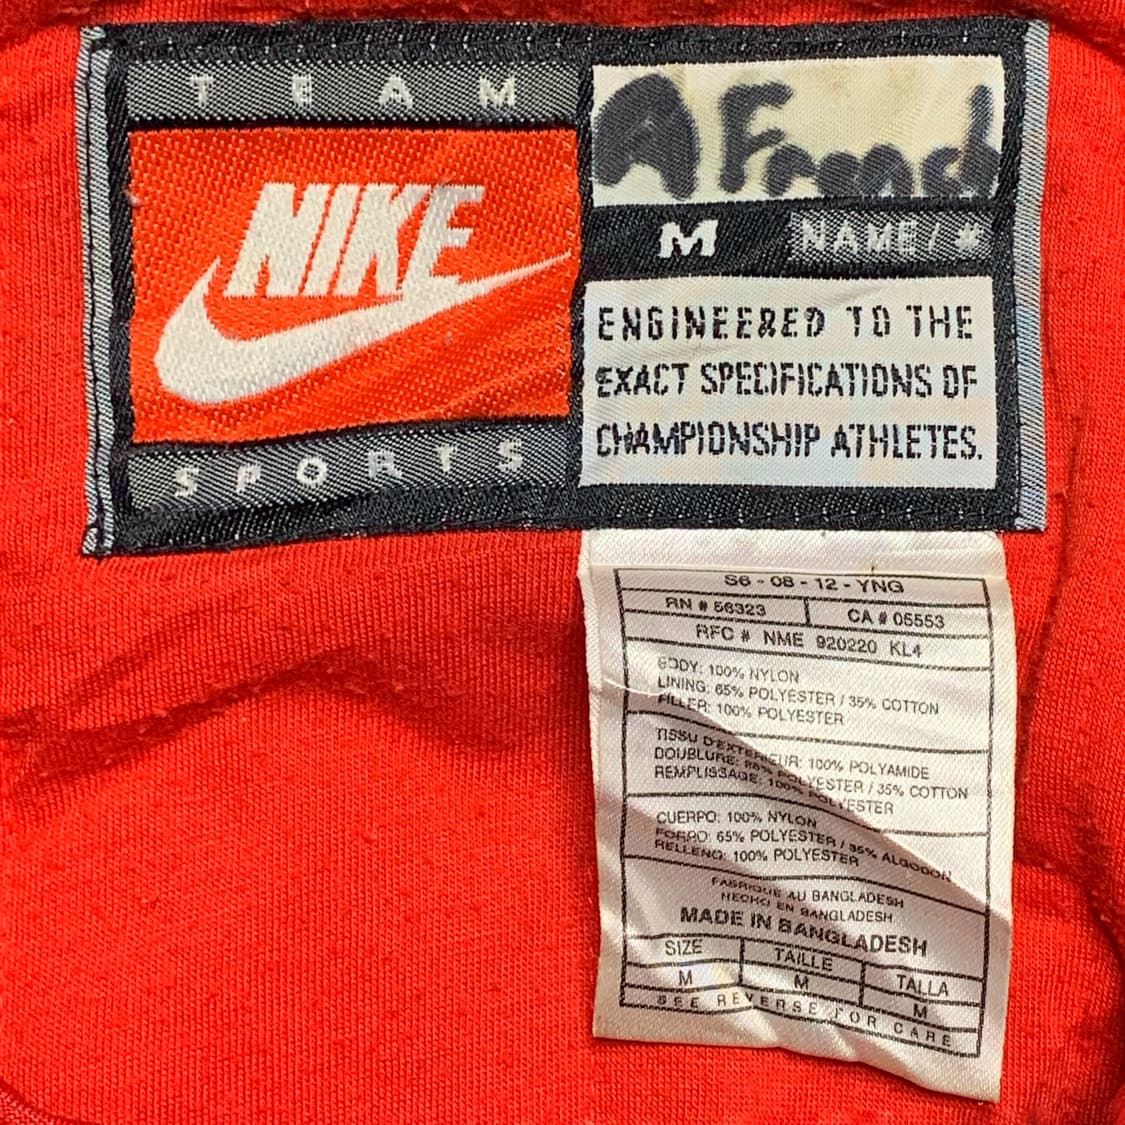 TEAM
NIKE
SPORTS
A French
M NAME / #
ENGINEERED TO THE
EXACT SPECIFICATIONS OF
CHAMPIONSHIP ATHLETES.
S6 - 08 - 12 - YNG
RN # 56323 CA # 05553
RFC # NME 920220 KL4
BODY: 100% NYLON
LINING: 65% POLYESTER / 35% COTTON
FILLER: 100% POLYESTER
TISSU D'EXTERIEUR: 100% POLYAMIDE
DOUBLURE: 65% POLYESTER / 35% COTTON
REMPLISSAGE: 100% POLYESTER
CUERPO: 100% NYLON
FORRO: 65% POLYESTER / 35% ALGODON
RELLENO: 100% POLYESTER
FABRIQUE AU BANGLADESH
HECHO EN BANGLADESH
MADE IN BANGLADESH
SIZE TAILLE TALLA
M M M
SEE REVERSE FOR CARE